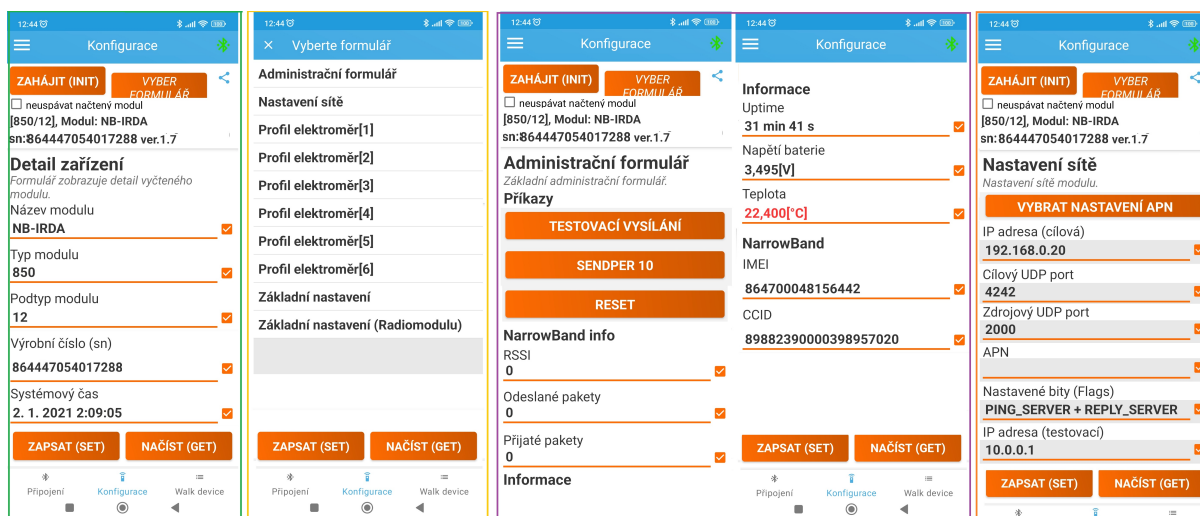 12:44
100
Konfigurace
ZAHÁJIT (INIT)
VYBER
FORMULÁŘ
neuspávat načtený modul
[850/12], Modul: NB-IRDA
sn:864447054017288 ver.1.7
Detail zařízení
Formulář zobrazuje detail vyčteného
modulu.
Název modulu
NB-IRDA
Typ modulu
850
Podtyp modulu
12
Výrobní číslo (sn)
864447054017288
Systémový čas
2. 1. 2021 2:09:05
ZAPSAT (SET)
NAČÍST (GET)
Připojení
Konfigurace
Walk device
12:44
100
Vyberte formulář
Administrační formulář
Nastavení sítě
Profil elektroměr[1]
Profil elektroměr[2]
Profil elektroměr[3]
Profil elektroměr[4]
Profil elektroměr[5]
Profil elektroměr[6]
Základní nastavení
Základní nastavení (Radiomodulu)
ZAPSAT (SET)
NAČÍST (GET)
Připojení
Konfigurace
Walk device
12:44
100
Konfigurace
ZAHÁJIT (INIT)
VYBER
FORMULÁŘ
neuspávat načtený modul
[850/12], Modul: NB-IRDA
sn:864447054017288 ver.1.7
Administrační formulář
Základní administrační formulář.
Příkazy
TESTOVACÍ VYSÍLÁNÍ
SENDPER 10
RESET
NarrowBand info
RSSI
0
Odeslané pakety
0
Přijaté pakety
0
Informace
12:44
100
Konfigurace
Informace
Uptime
31 min 41 s
Napětí baterie
3,495[V]
Teplota
22,400[°C]
NarrowBand
IMEI
864700048156442
CCID
89882390000398957020
ZAPSAT (SET)
NAČÍST (GET)
Připojení
Konfigurace
Walk device
12:44
100
Konfigurace
ZAHÁJIT (INIT)
VYBER
FORMULÁŘ
neuspávat načtený modul
[850/12], Modul: NB-IRDA
sn:864447054017288 ver.1.7
Nastavení sítě
Nastavení sítě modulu.
VYBRAT NASTAVENÍ APN
IP adresa (cílová)
192.168.0.20
Cílový UDP port
4242
Zdrojový UDP port
2000
APN
Nastavené bity (Flags)
PING_SERVER + REPLY_SERVER
IP adresa (testovací)
10.0.0.1
ZAPSAT (SET)
NAČÍST (GET)